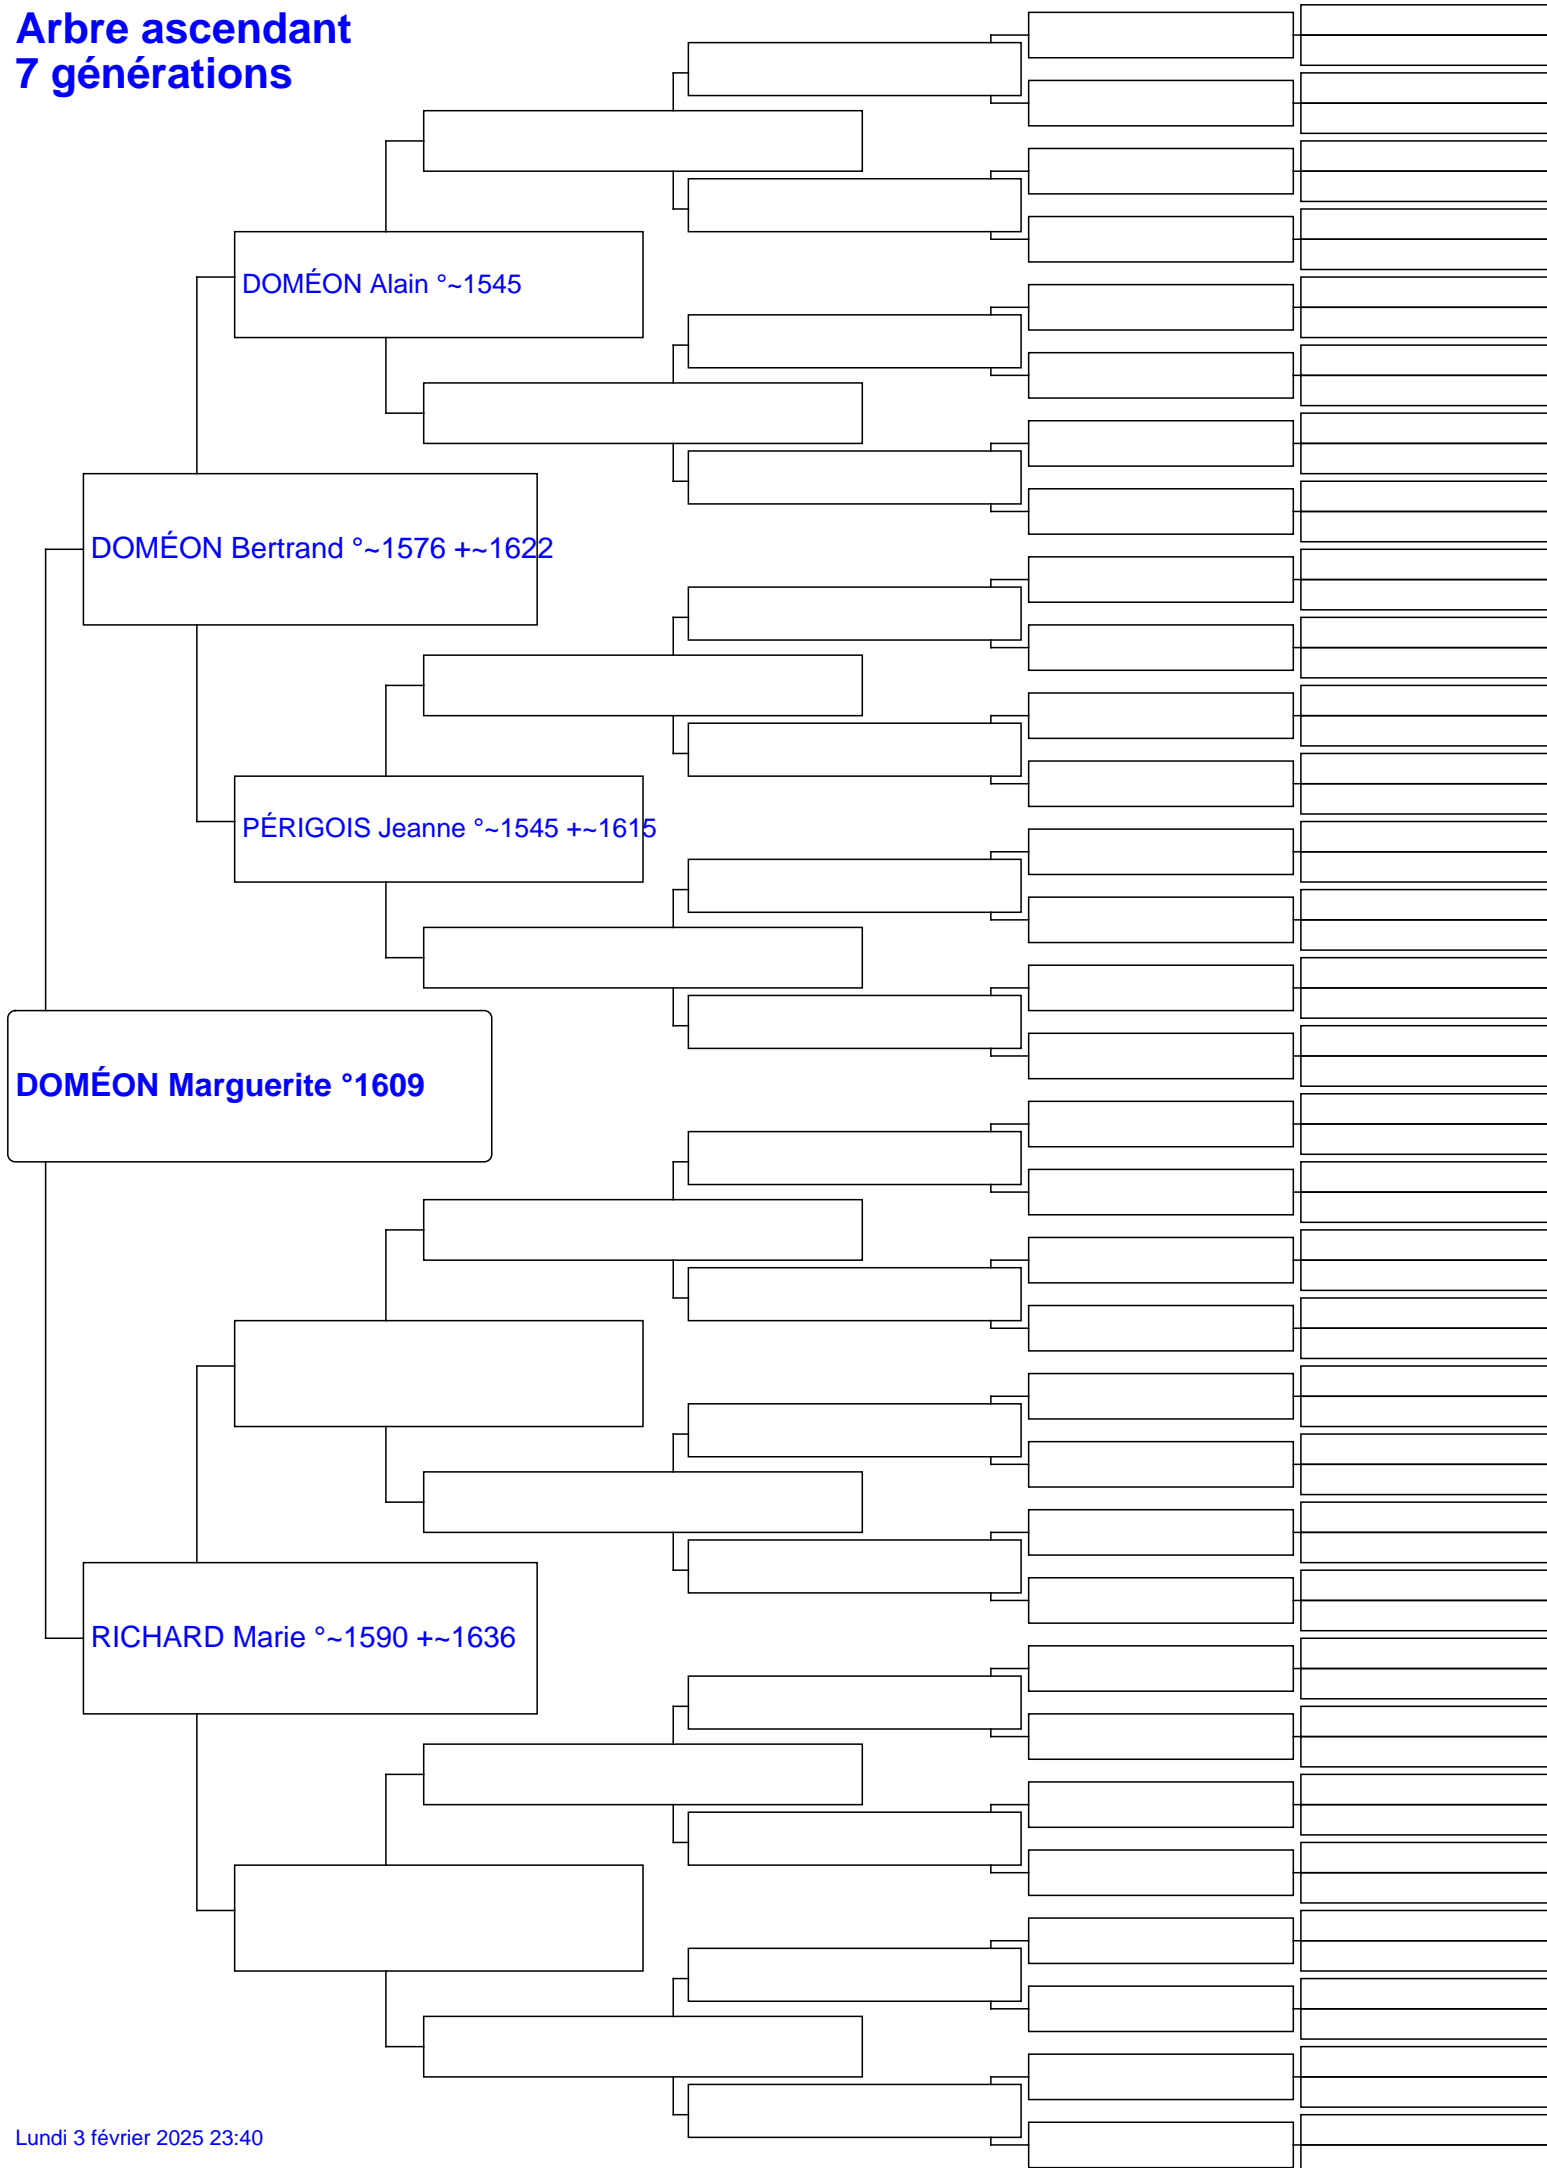 Arbre ascendant
7 générations
DOMÉON Alain °~1545
DOMÉON Bertrand °~1576 +~1622
PÉRIGOIS Jeanne °~1545 +~1615
DOMÉON Marguerite °1609
RICHARD Marie °~1590 +~1636
Lundi 3 février 2025 23:40